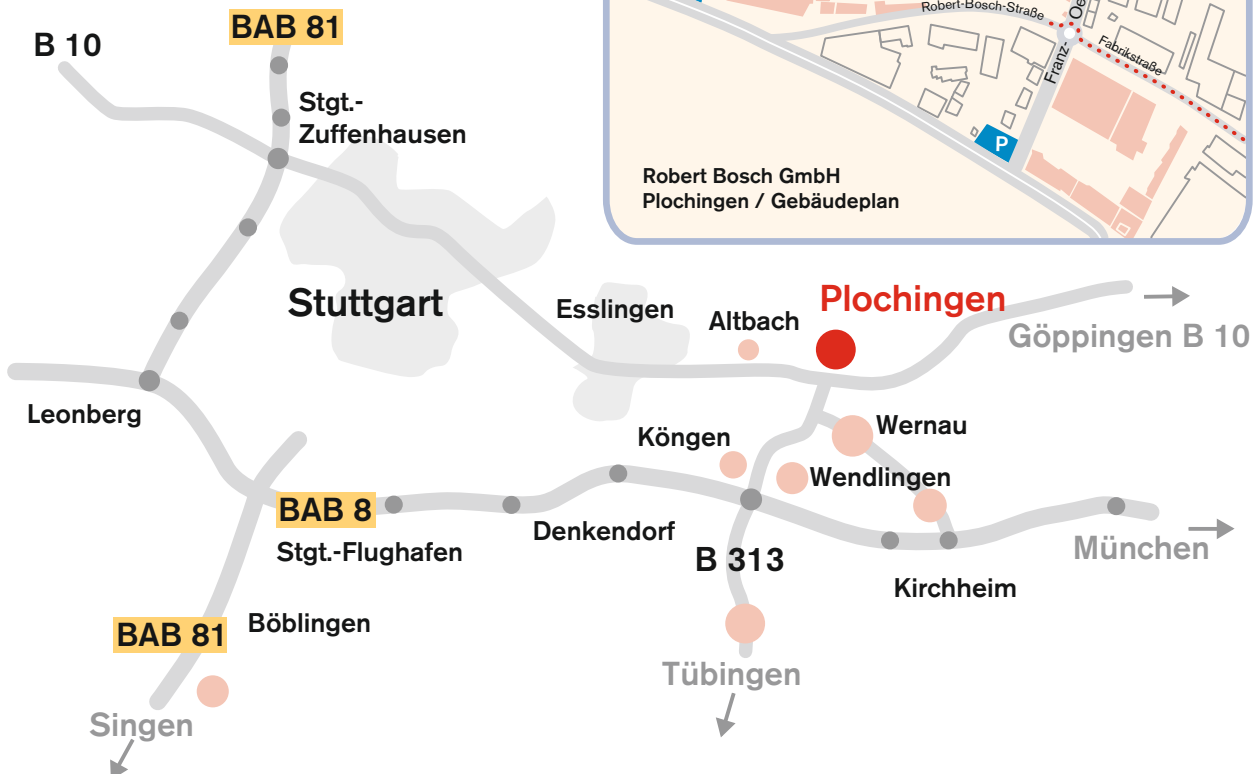 BAB 81
B 10
Stgt.-
Zuffenhausen
Robert-Bosch-Straße
Franz-
Oe
Fabrikstraße
P
Robert Bosch GmbH
Plochingen / Gebäudeplan
Stuttgart
Esslingen
Altbach
Plochingen
Göppingen B 10
Leonberg
Köngen
Wernau
Wendlingen
BAB 8
Stgt.-Flughafen
Denkendorf
B 313
München
Kirchheim
BAB 81
Böblingen
Tübingen
Singen